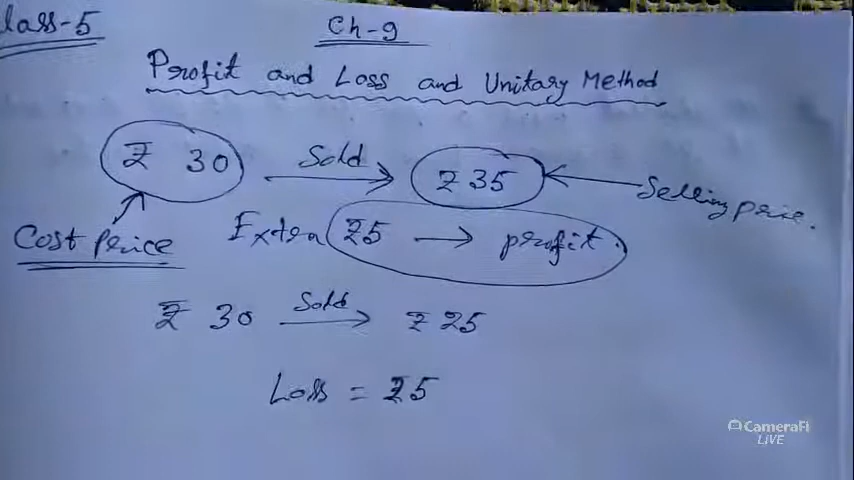 lass-5
Ch-9
Profit and Loss and Unitary Method
₹ 30 Sold ₹ 35 Selling price.
Cost price Extra ₹5 → profit.
₹ 30 Sold → ₹ 25
Loss = ₹5
CameraFi
LIVE